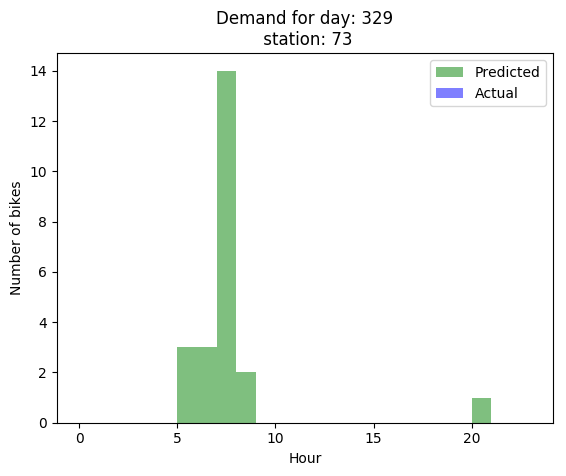 Demand for day: 329
station: 73
Predicted
Actual
Number of bikes
14
12
10
8
6
4
2
0
0
5
10
15
20
Hour